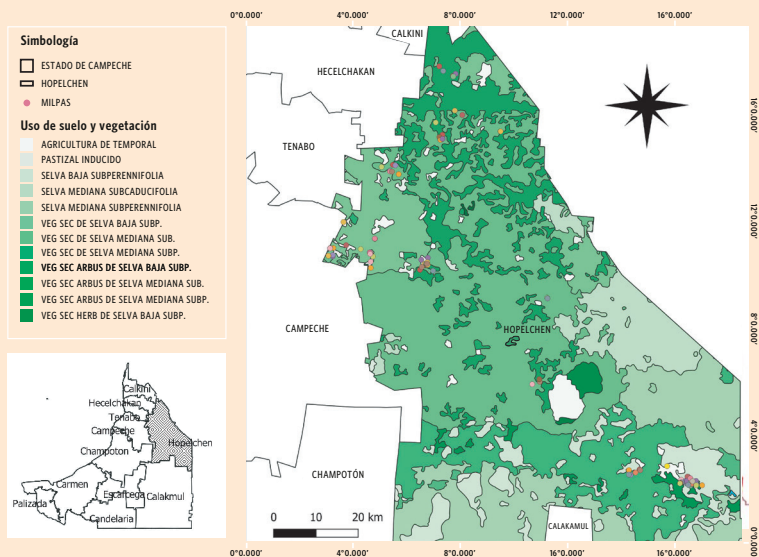 0°0.000' 4°0.000' 8°0.000' 12°0.000' 16°0.000'
Simbología
ESTADO DE CAMPECHE
HOPELCHEN
MILPAS
Uso de suelo y vegetación
AGRICULTURA DE TEMPORAL
PASTIZAL INDUCIDO
SELVA BAJA SUBPERENNIFOLIA
SELVA MEDIANA SUBCADUCIFOLIA
SELVA MEDIANA SUBPERENNIFOLIA
VEG SEC DE SELVA BAJA SUBP.
VEG SEC DE SELVA MEDIANA SUB.
VEG SEC DE SELVA MEDIANA SUBP.
VEG SEC ARBUS DE SELVA BAJA SUBP.
VEG SEC ARBUS DE SELVA MEDIANA SUB.
VEG SEC ARBUS DE SELVA MEDIANA SUBP.
VEG SEC HERB DE SELVA BAJA SUBP.
CALKINI
HECELCHAKAN
TENABO
CAMPECHE
HOPELCHEN
CHAMPOTÓN
CALAKMUL
0 10 20 km
16°0.000'
12°0.000'
8°0.000'
4°0.000'
0°0.000'
Calkini
Hecelchakan
Tenabo
Campeche
Hopelchen
Champoton
Carmen
Escarcega
Calakmul
Palizada
Candelaria
0°0.000' 4°0.000' 8°0.000' 12°0.000' 16°0.000'